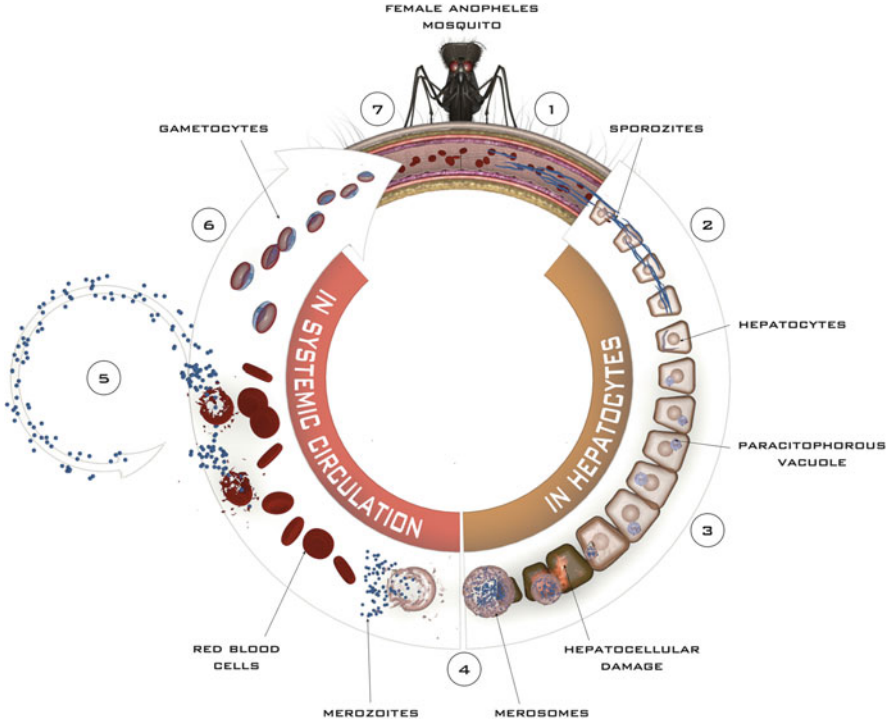 FEMALE ANOPHELES
MOSQUITO
7
1
GAMETOCYTES
SPOROZITES
6
2
HEPATOCYTES
5
IN SYSTEMIC CIRCULATION
IN HEPATOCYTES
PARACITOPHOROUS
VACUOLE
3
RED BLOOD
CELLS
4
HEPATOCELLULAR
DAMAGE
MEROZOITES
MEROSOMES